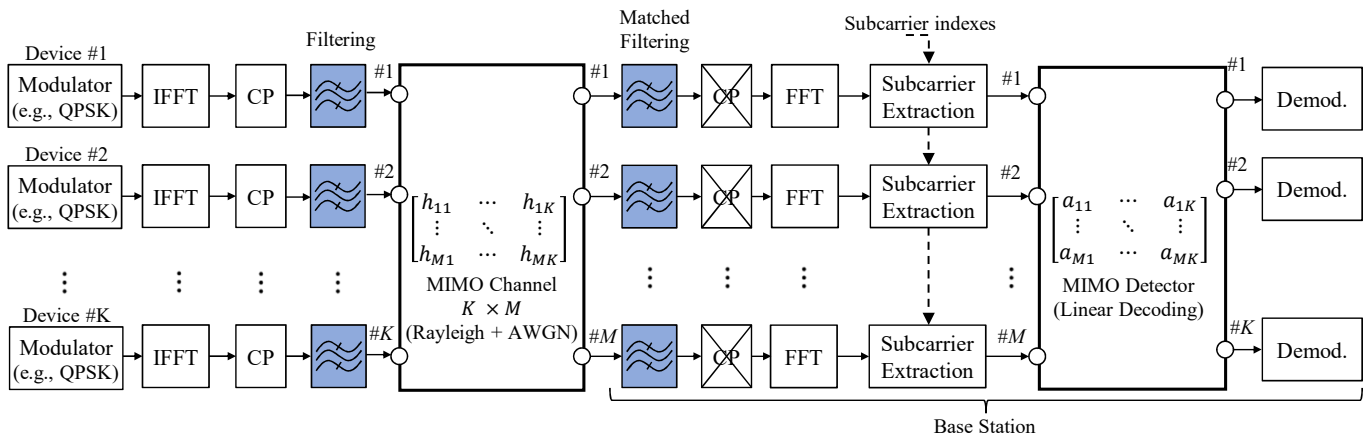 Subcarrier indexes
Filtering
Matched
Filtering
Device #1
Modulator
(e.g., QPSK)
IFFT
CP
#1
#1
CP
FFT
Subcarrier
Extraction
#1
#1
Demod.
Device #2
Modulator
(e.g., QPSK)
IFFT
CP
#2
#2
CP
FFT
Subcarrier
Extraction
#2
#2
Demod.
h11 ⋯ h1K
⋮ ⋱ ⋮
hM1 ⋯ hMK
MIMO Channel
K × M
(Rayleigh + AWGN)
a11 ⋯ a1K
⋮ ⋱ ⋮
aM1 ⋯ aMK
MIMO Detector
(Linear Decoding)
Device #K
Modulator
(e.g., QPSK)
IFFT
CP
#K
#M
CP
FFT
Subcarrier
Extraction
#M
#K
Demod.
Base Station